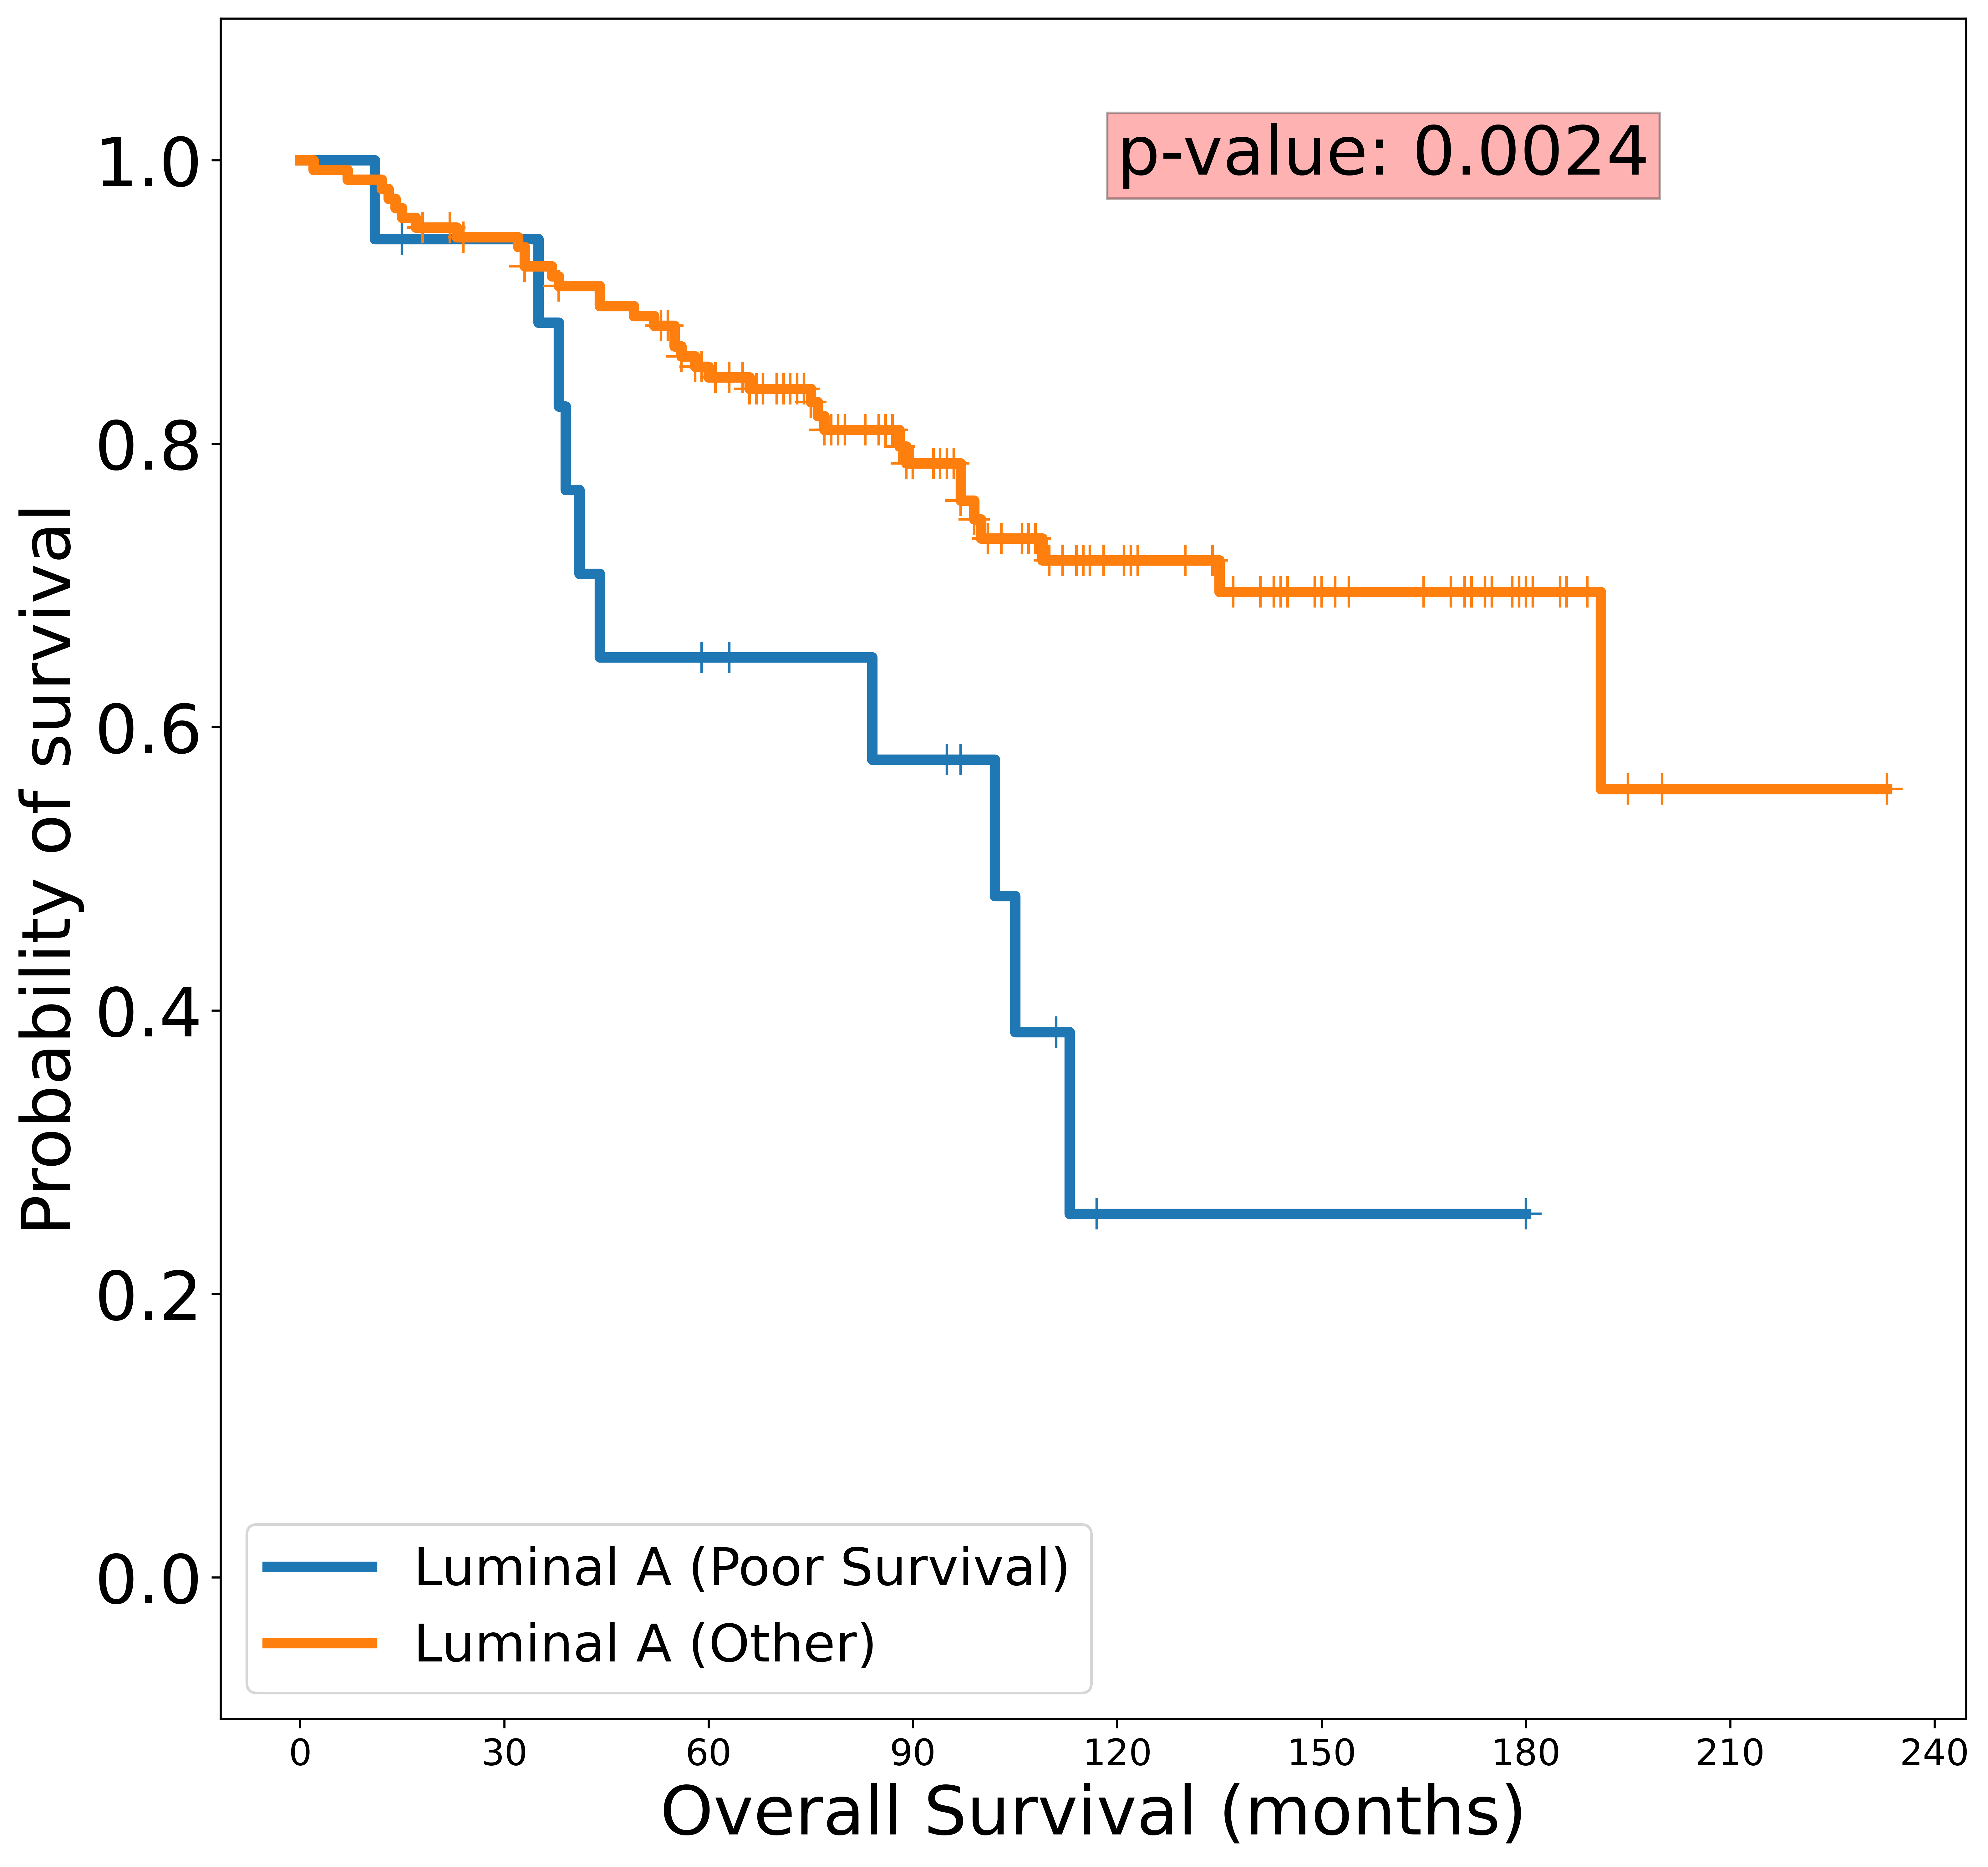 p-value: 0.0024
1.0
0.8
0.6
0.4
0.2
0.0
Probability of survival
Luminal A (Poor Survival)
Luminal A (Other)
0 30 60 90 120 150 180 210 240
Overall Survival (months)